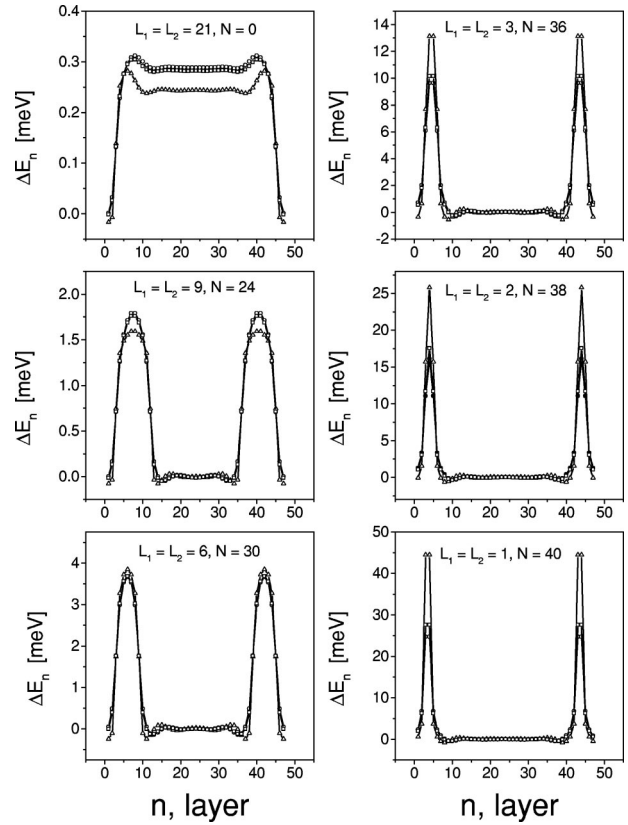 L₁ = L₂ = 21, N = 0
ΔEₙ [meV]
0.4
0.3
0.2
0.1
0.0
0 10 20 30 40 50
L₁ = L₂ = 3, N = 36
ΔEₙ [meV]
14
12
10
8
6
4
2
0
-2
0 10 20 30 40 50
L₁ = L₂ = 9, N = 24
ΔEₙ [meV]
2.0
1.5
1.0
0.5
0.0
0 10 20 30 40 50
L₁ = L₂ = 2, N = 38
ΔEₙ [meV]
25
20
15
10
5
0
0 10 20 30 40 50
L₁ = L₂ = 6, N = 30
ΔEₙ [meV]
4
3
2
1
0
0 10 20 30 40 50
n, layer
L₁ = L₂ = 1, N = 40
ΔEₙ [meV]
50
40
30
20
10
0
0 10 20 30 40 50
n, layer